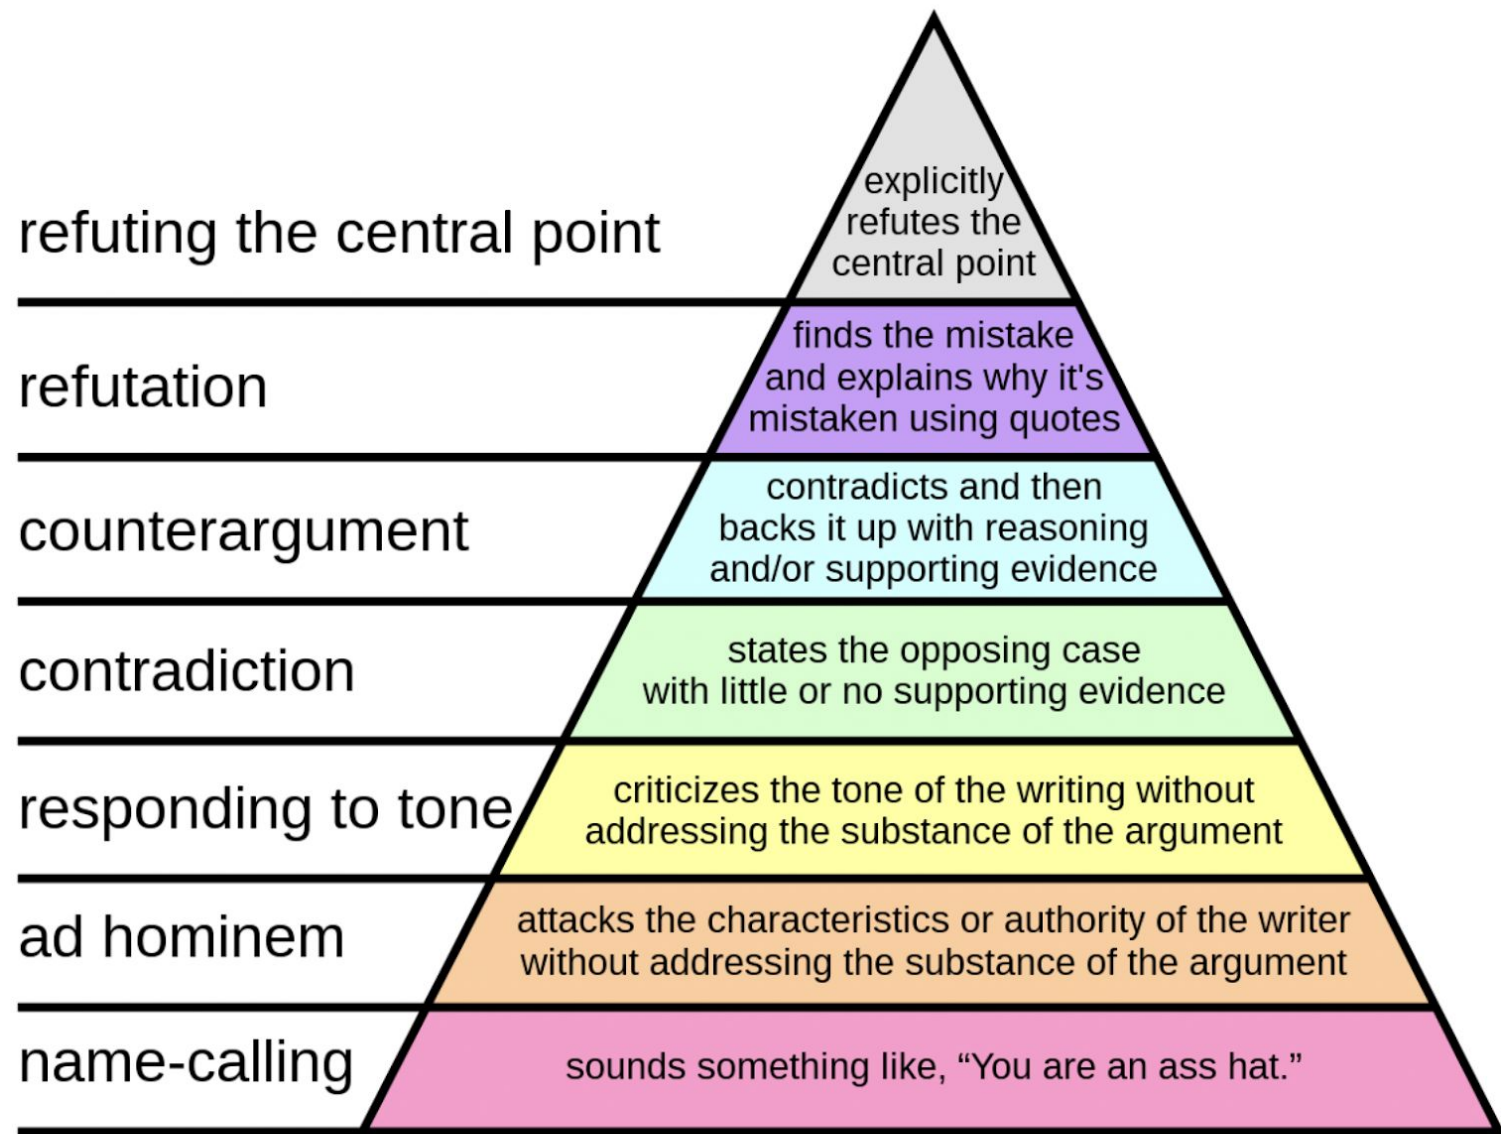 refuting the central point
explicitly
refutes the
central point
refutation
finds the mistake
and explains why it's
mistaken using quotes
counterargument
contradicts and then
backs it up with reasoning
and/or supporting evidence
contradiction
states the opposing case
with little or no supporting evidence
responding to tone
criticizes the tone of the writing without
addressing the substance of the argument
ad hominem
attacks the characteristics or authority of the writer
without addressing the substance of the argument
name-calling
sounds something like, “You are an ass hat.”